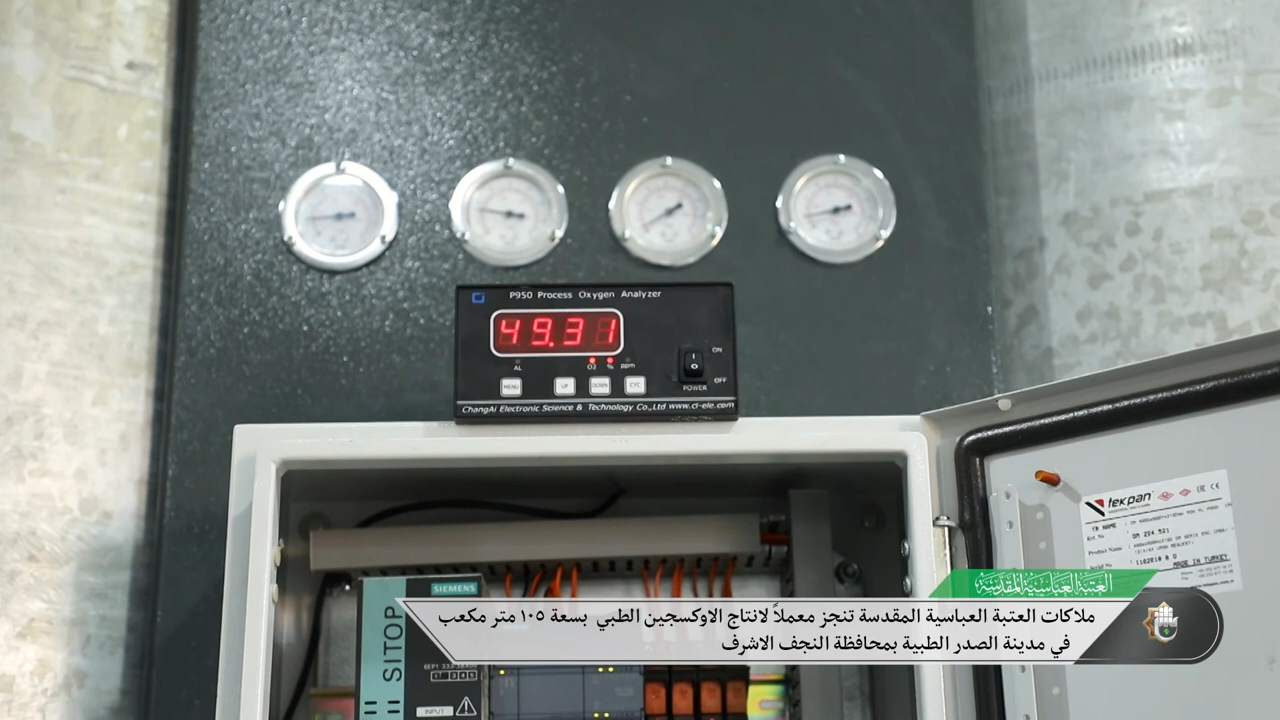 P950 Process Oxygen Analyzer
49.31
AL
O2 % ppm
ON
OFF
POWER
MENU UP DOWN CYC
ChangAi Electronic Science & Technology Co.,Ltd www.ci-ele.com
tekpan
MADE IN TURKEY
SIEMENS
SITOP
INPUT
العتبة العباسية المقدسة
ملاكات العتبة العباسية المقدسة تنجز معملاً لانتاج الاوكسجين الطبي بسعة ١٠٥ متر مكعب
في مدينة الصدر الطبية بمحافظة النجف الاشرف